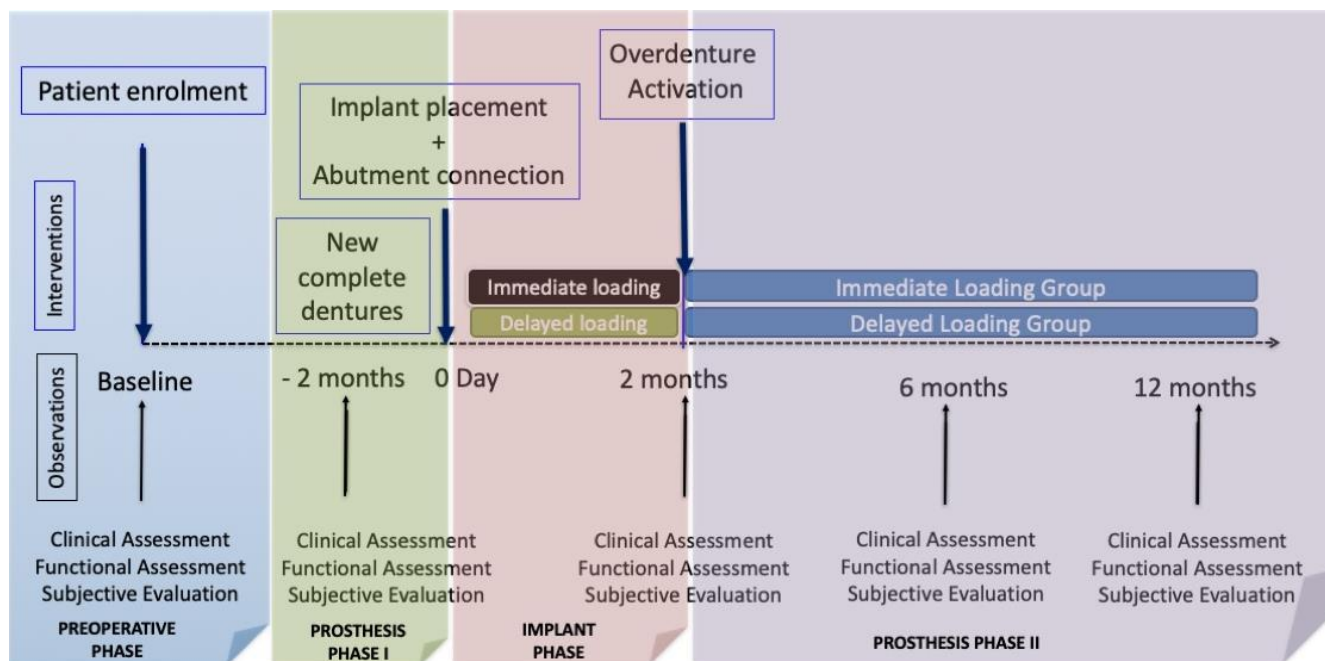 Patient enrolment
Implant placement
+
Abutment connection
Overdenture
Activation
Interventions
New
complete
dentures
Immediate loading
Immediate Loading Group
Delayed loading
Delayed Loading Group
Observations
Baseline
- 2 months
0 Day
2 months
6 months
12 months
Clinical Assessment
Functional Assessment
Subjective Evaluation
Clinical Assessment
Functional Assessment
Subjective Evaluation
Clinical Assessment
Functional Assessment
Subjective Evaluation
Clinical Assessment
Functional Assessment
Subjective Evaluation
Clinical Assessment
Functional Assessment
Subjective Evaluation
PREOPERATIVE
PHASE
PROSTHESIS
PHASE I
IMPLANT
PHASE
PROSTHESIS PHASE II